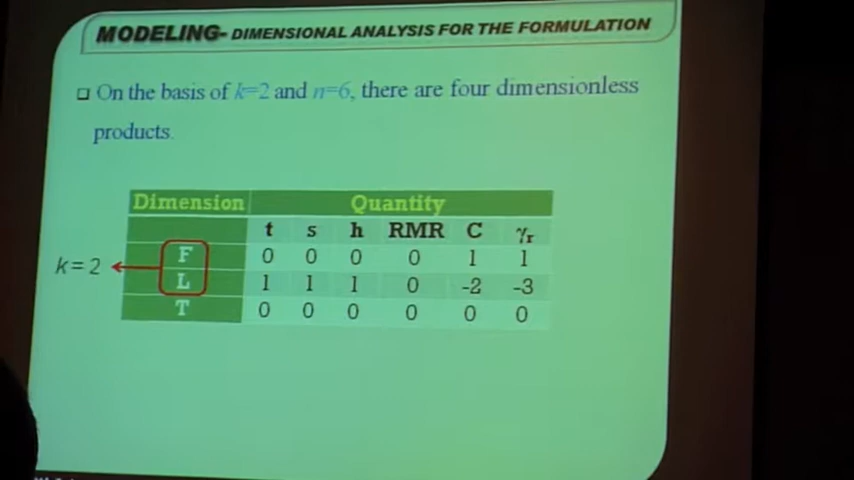 MODELING- DIMENSIONAL ANALYSIS FOR THE FORMULATION
❑ On the basis of k=2 and n=6, there are four dimensionless
products.
Dimension Quantity
t s h RMR C γr
k=2 F 0 0 0 0 1 1
L 1 1 1 0 -2 -3
T 0 0 0 0 0 0